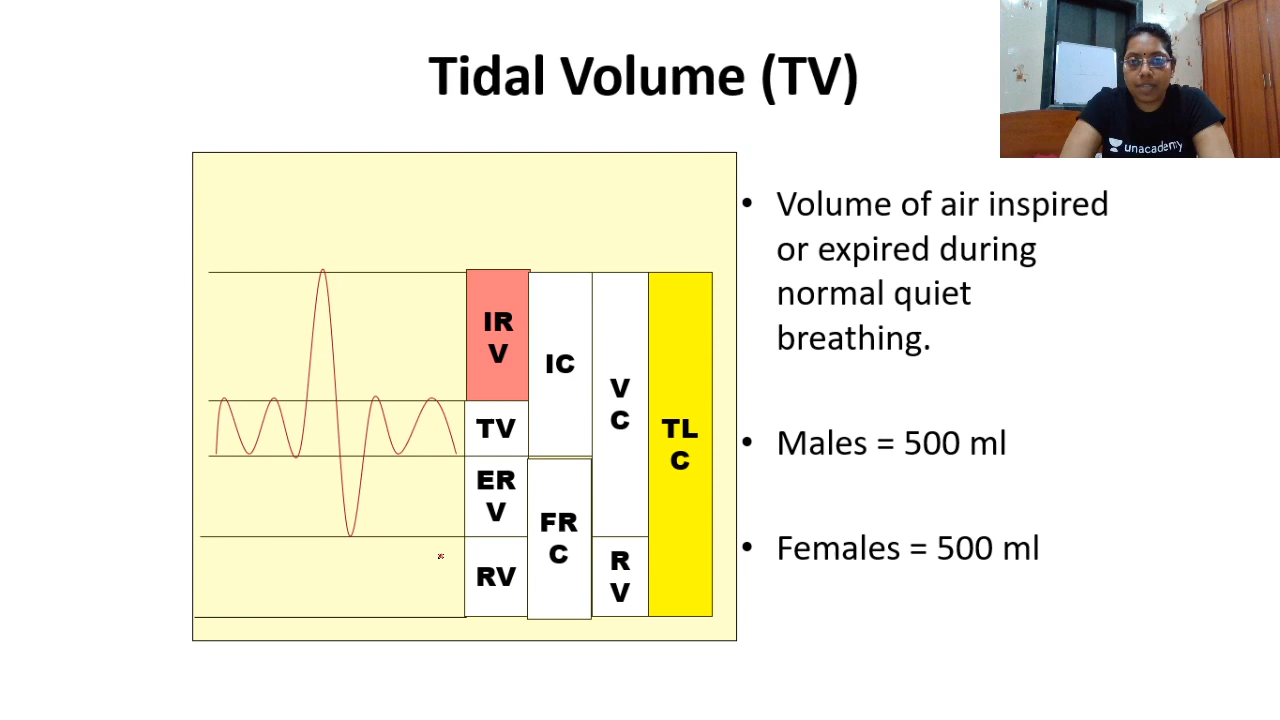 Tidal Volume (TV)
unacademy
• Volume of air inspired
or expired during
normal quiet
breathing.
• Males = 500 ml
• Females = 500 ml
IR
V
IC
V
C
TL
C
TV
ER
V
FR
C
RV
R
V